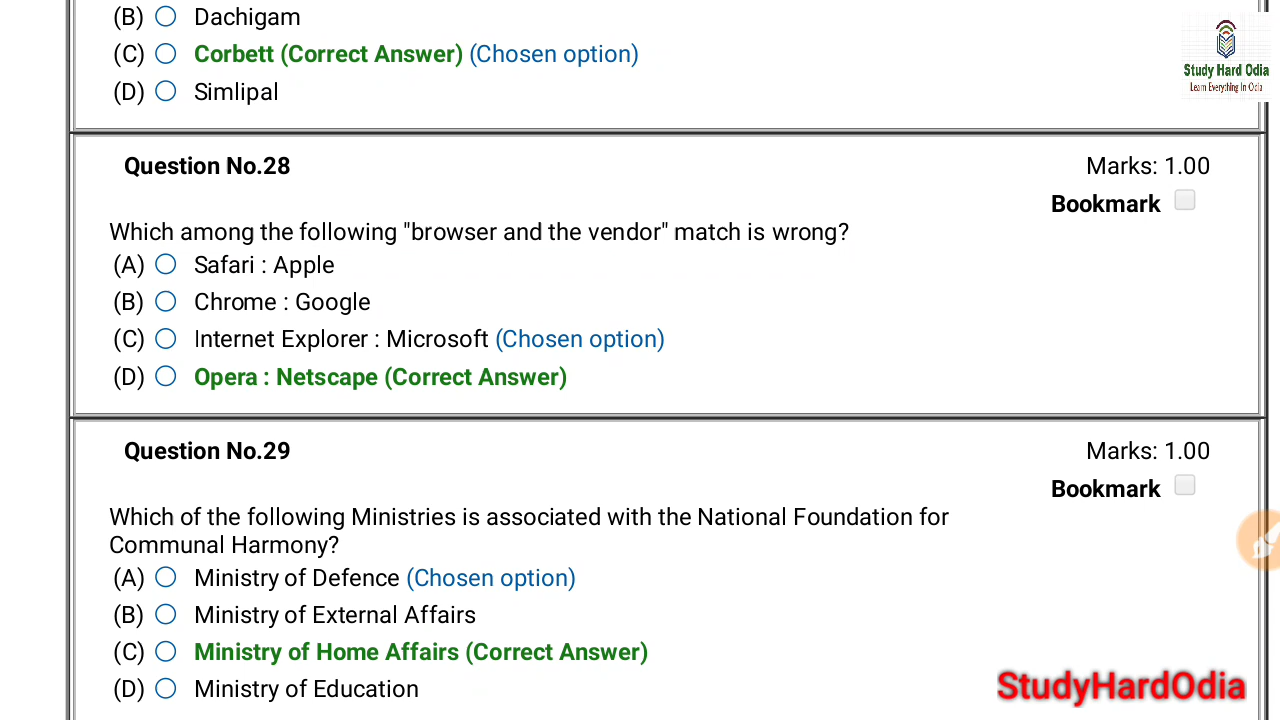 (B) Dachigam
(C) Corbett (Correct Answer) (Chosen option)
(D) Simlipal
Study Hard Odia
Learn Everything In Odia
Question No.28 Marks: 1.00
Bookmark
Which among the following "browser and the vendor" match is wrong?
(A) Safari : Apple
(B) Chrome : Google
(C) Internet Explorer : Microsoft (Chosen option)
(D) Opera : Netscape (Correct Answer)
Question No.29 Marks: 1.00
Bookmark
Which of the following Ministries is associated with the National Foundation for
Communal Harmony?
(A) Ministry of Defence (Chosen option)
(B) Ministry of External Affairs
(C) Ministry of Home Affairs (Correct Answer)
(D) Ministry of Education
StudyHardOdia